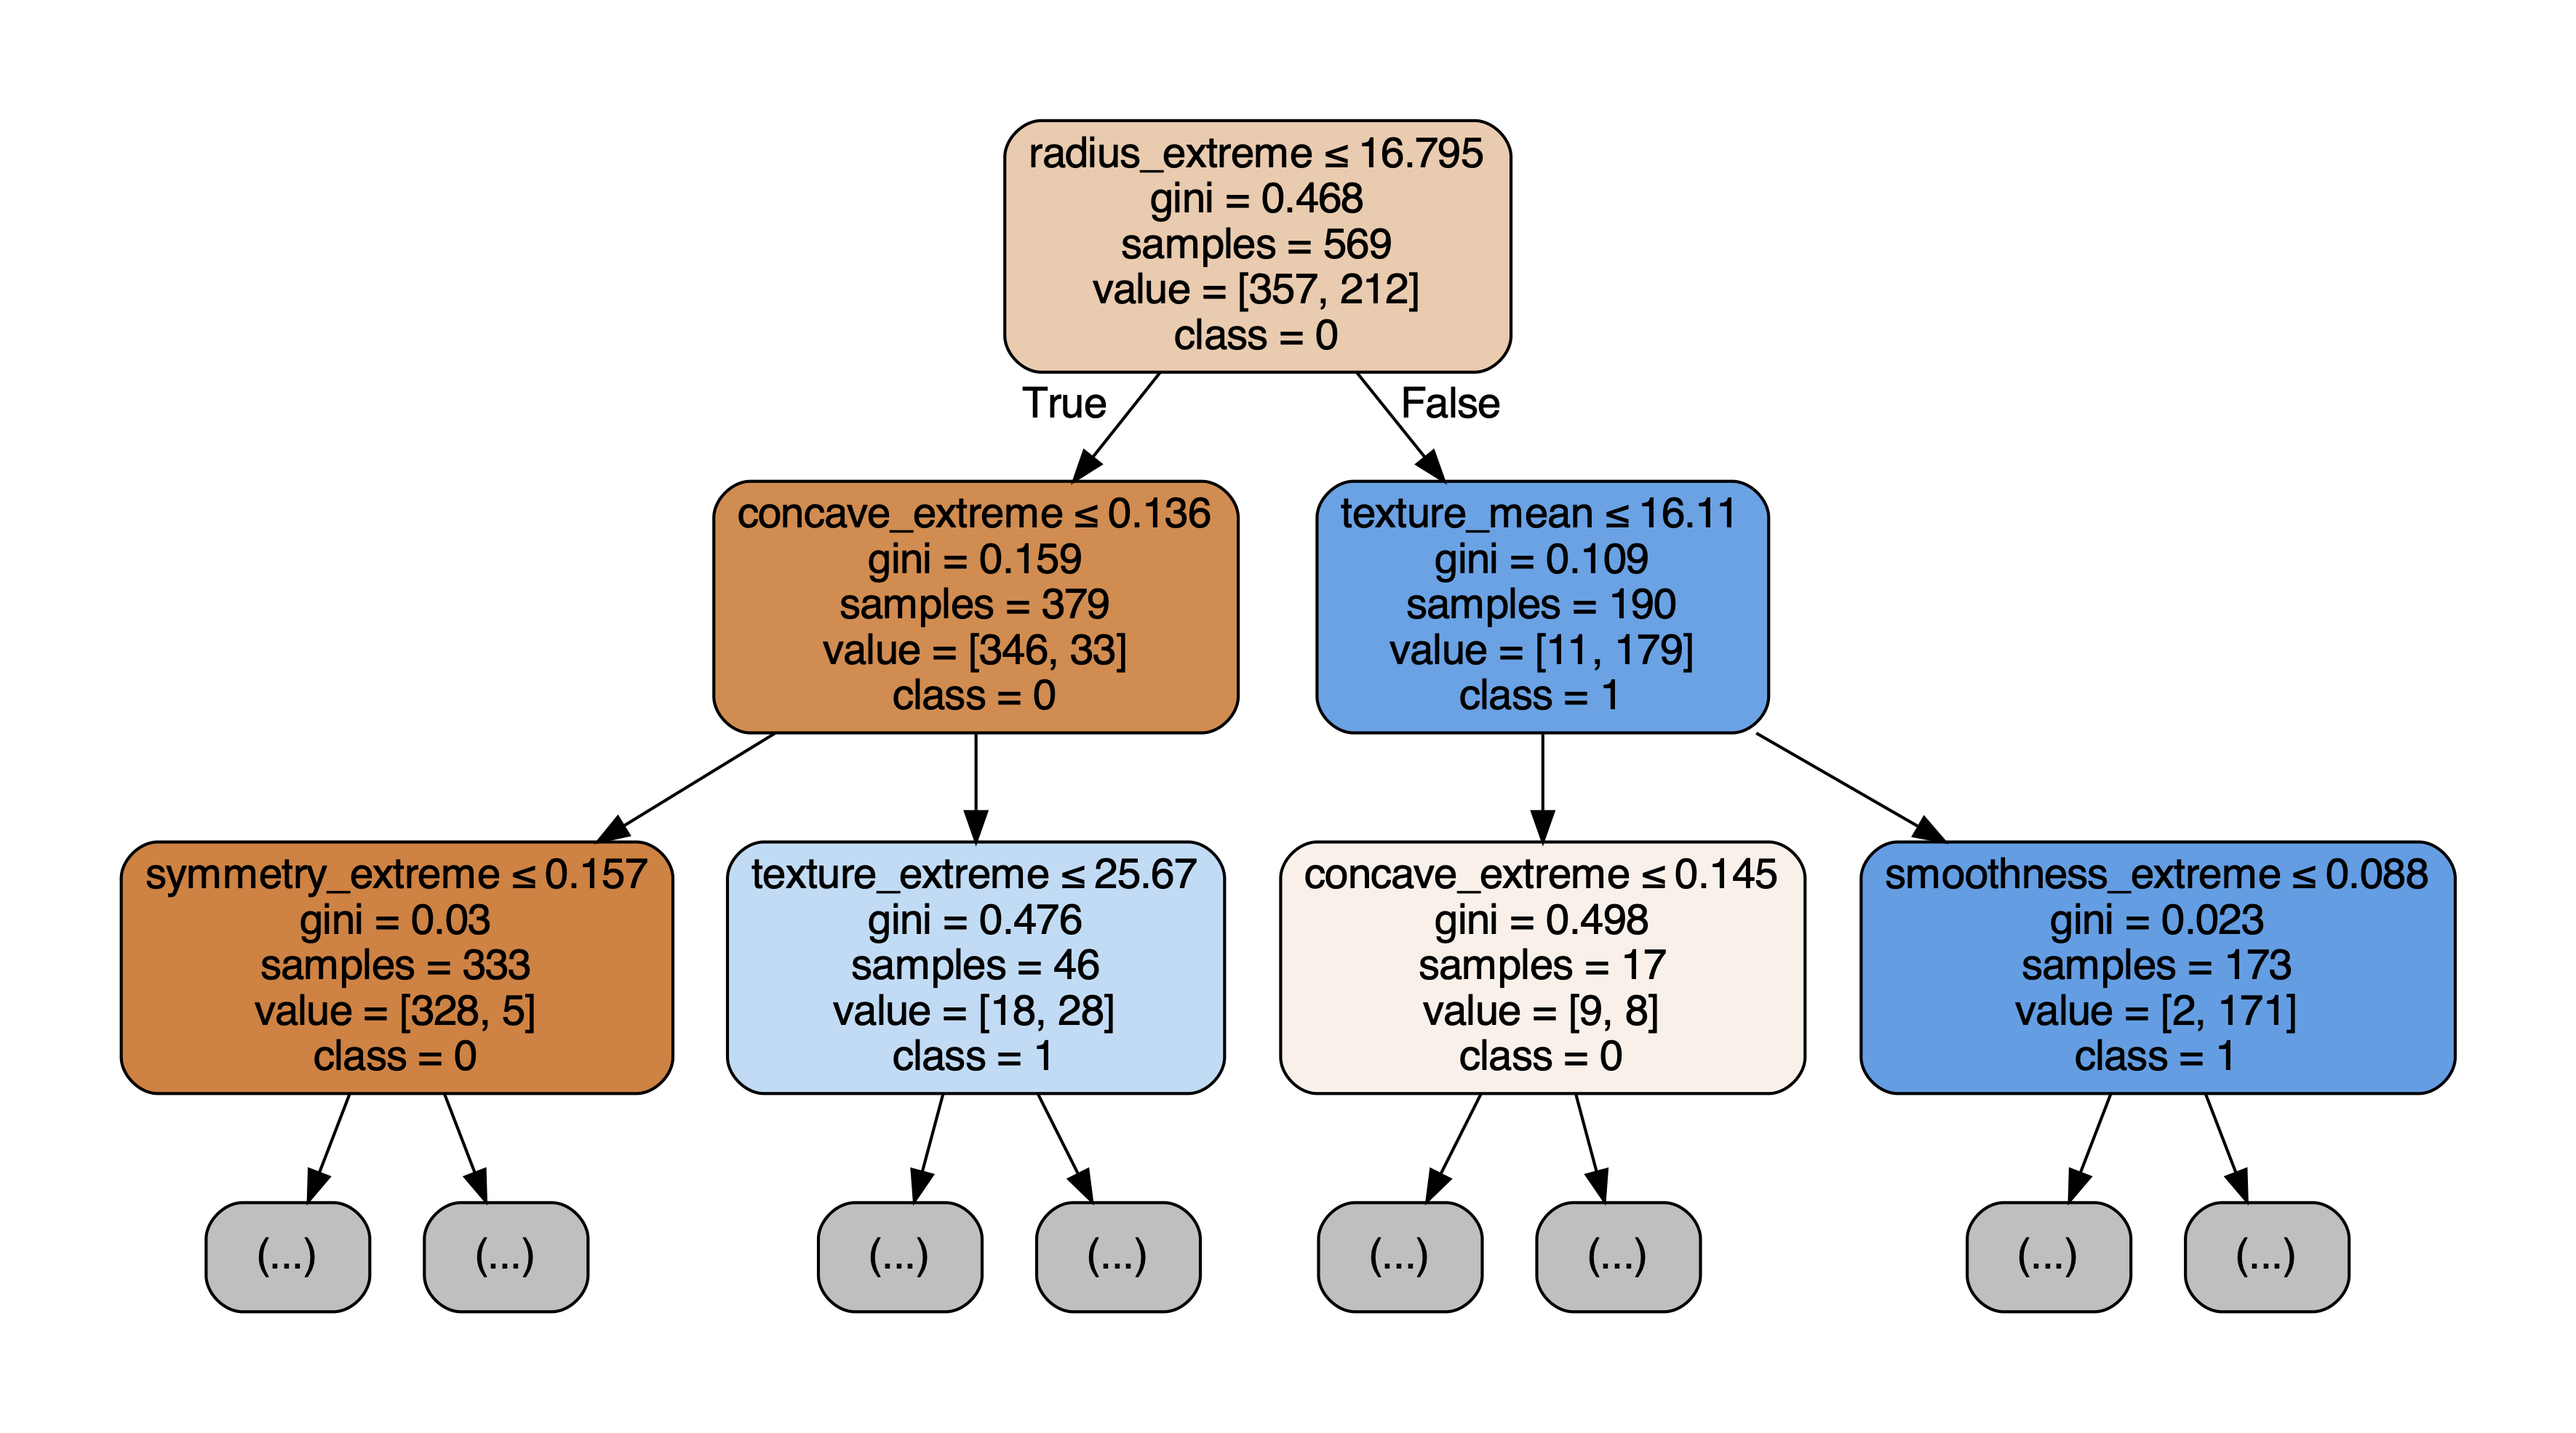 radius_extreme ≤ 16.795
gini = 0.468
samples = 569
value = [357, 212]
class = 0
True
False
concave_extreme ≤ 0.136
gini = 0.159
samples = 379
value = [346, 33]
class = 0
texture_mean ≤ 16.11
gini = 0.109
samples = 190
value = [11, 179]
class = 1
symmetry_extreme ≤ 0.157
gini = 0.03
samples = 333
value = [328, 5]
class = 0
texture_extreme ≤ 25.67
gini = 0.476
samples = 46
value = [18, 28]
class = 1
concave_extreme ≤ 0.145
gini = 0.498
samples = 17
value = [9, 8]
class = 0
smoothness_extreme ≤ 0.088
gini = 0.023
samples = 173
value = [2, 171]
class = 1
(...)
(...)
(...)
(...)
(...)
(...)
(...)
(...)